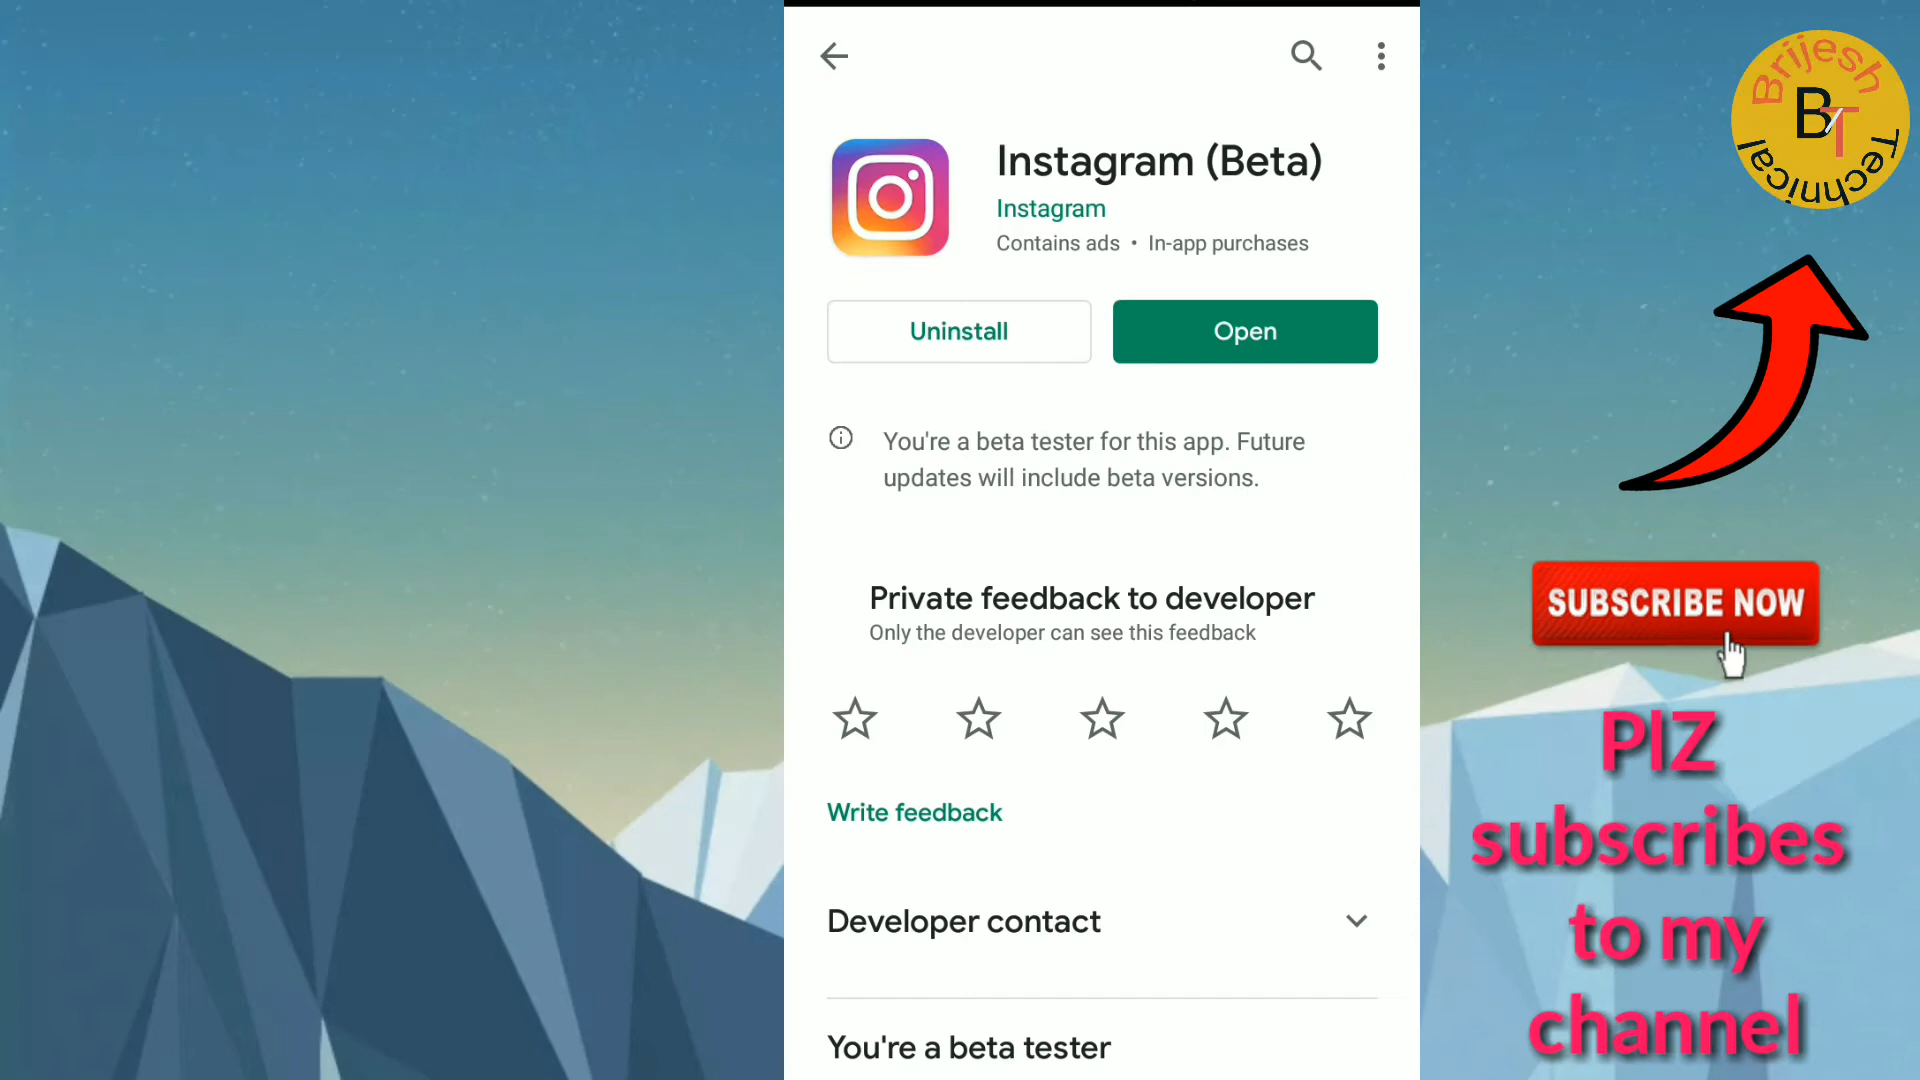 Instagram (Beta)
Instagram
Contains ads • In-app purchases
Uninstall
Open
You're a beta tester for this app. Future
updates will include beta versions.
Private feedback to developer
Only the developer can see this feedback
Write feedback
Developer contact
You're a beta tester
Brijesh
BT
Technical
SUBSCRIBE NOW
PlZ
subscribes
to my
channel